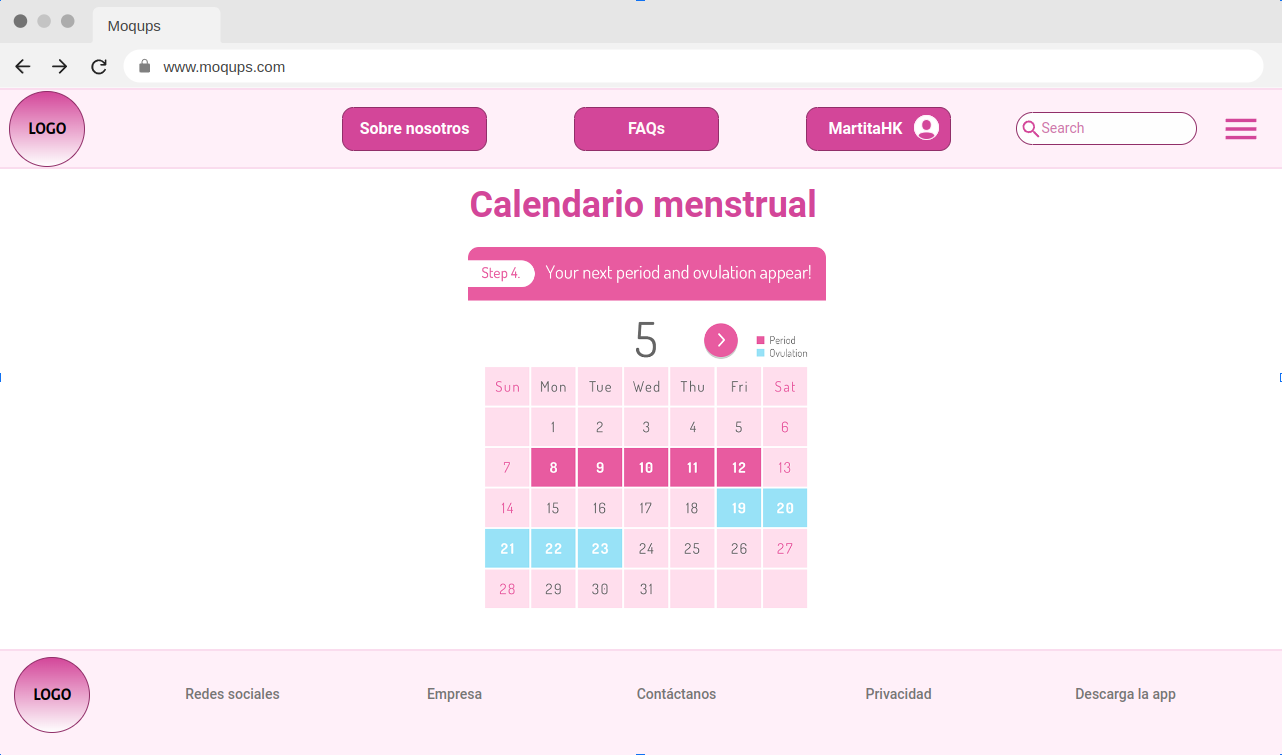 Moqups
www.moqups.com
LOGO
Sobre nosotros
FAQs
MartitaHK
Search
Calendario menstrual
Step 4.
Your next period and ovulation appear!
5
Period
Ovulation
Sun Mon Tue Wed Thu Fri Sat
1 2 3 4 5 6
7 8 9 10 11 12 13
14 15 16 17 18 19 20
21 22 23 24 25 26 27
28 29 30 31
LOGO
Redes sociales
Empresa
Contáctanos
Privacidad
Descarga la app